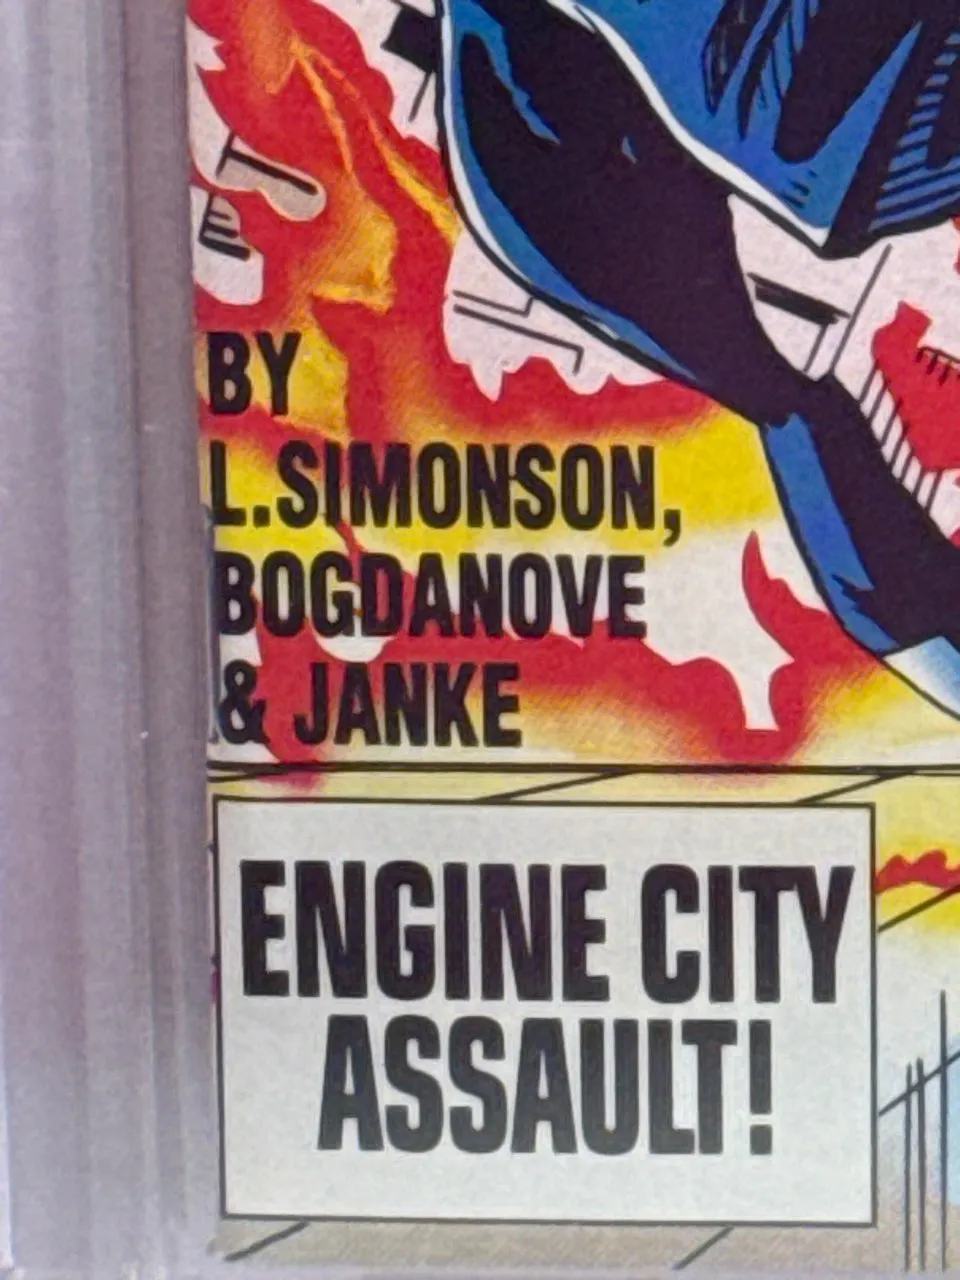 BY
L.SIMONSON,
BOGDANOVE
& JANKE
ENGINE CITY
ASSAULT!